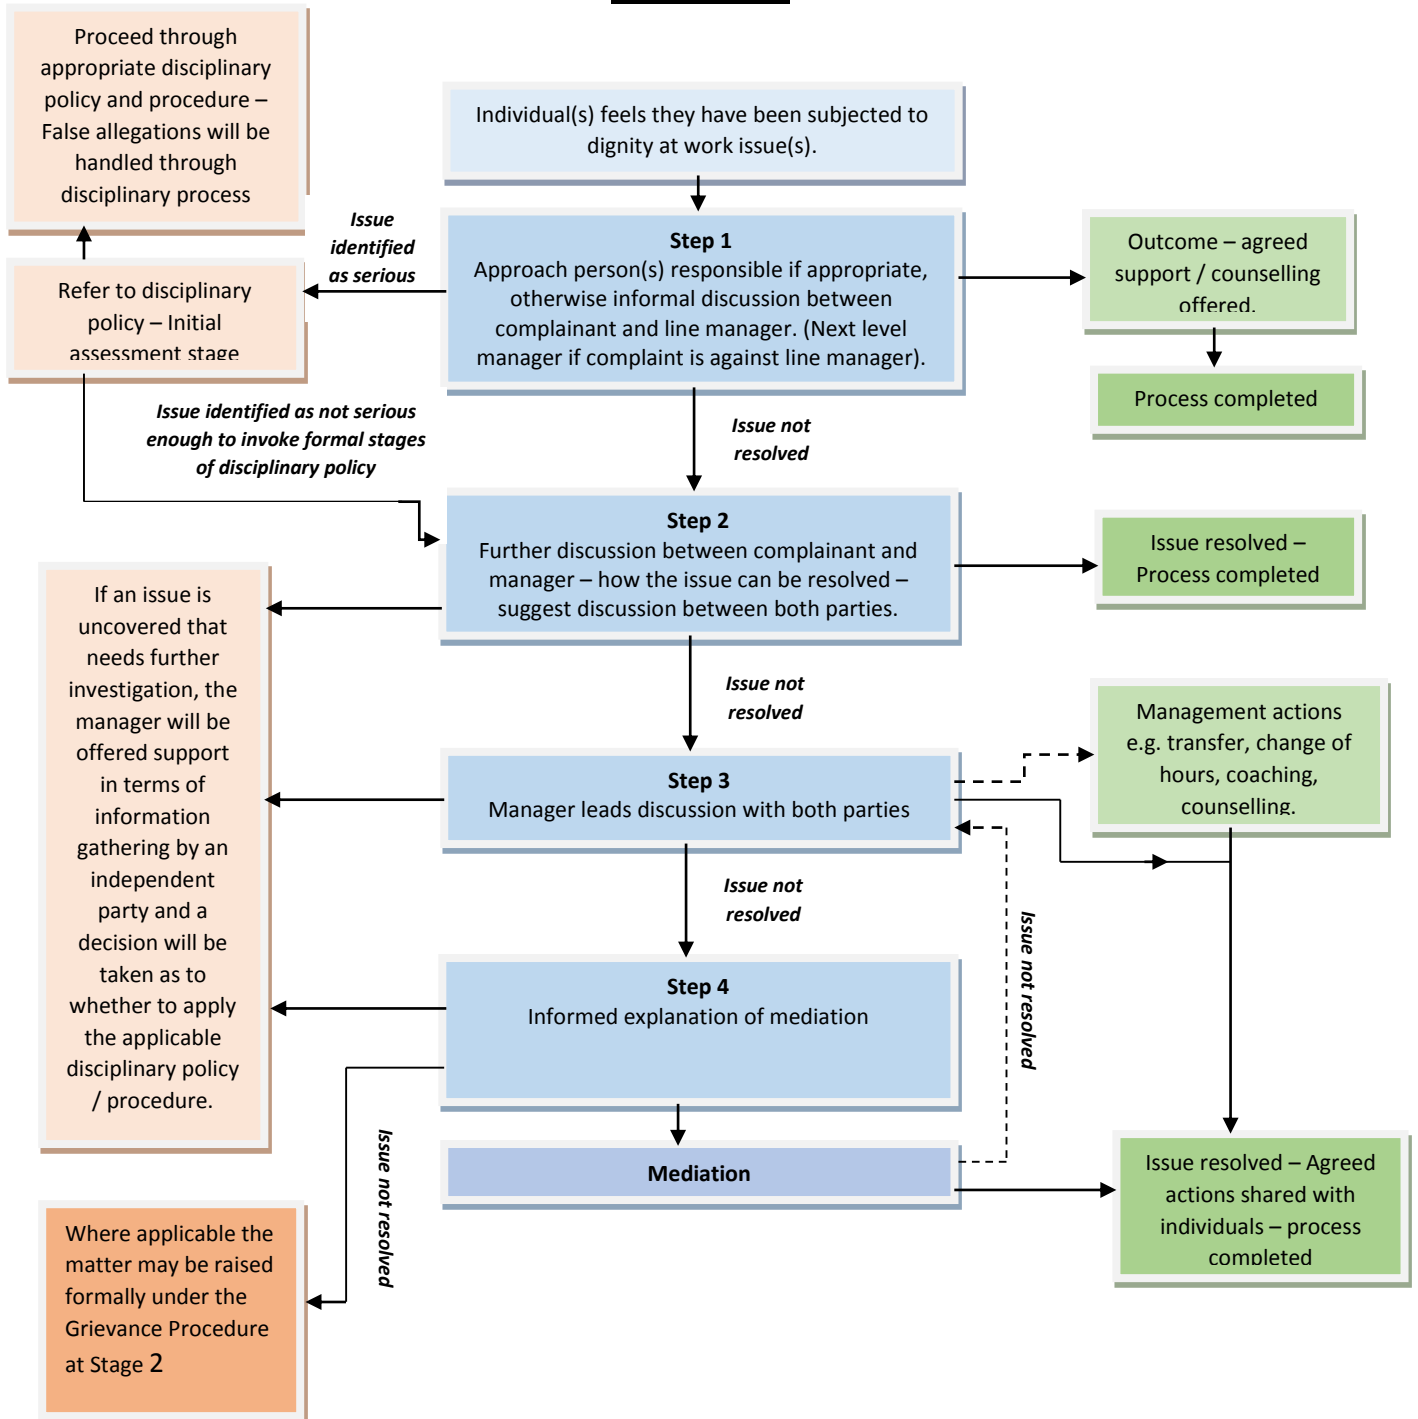 Proceed through
appropriate disciplinary
policy and procedure –
False allegations will be
handled through
disciplinary process
Individual(s) feels they have been subjected to
dignity at work issue(s).
Issue
identified
as serious
Step 1
Approach person(s) responsible if appropriate,
otherwise informal discussion between
complainant and line manager. (Next level
manager if complaint is against line manager).
Outcome – agreed
support / counselling
offered.
Refer to disciplinary
policy – Initial
assessment stage
Process completed
Issue identified as not serious
enough to invoke formal stages
of disciplinary policy
Issue not
resolved
Step 2
Further discussion between complainant and
manager – how the issue can be resolved –
suggest discussion between both parties.
Issue resolved –
Process completed
If an issue is
uncovered that
needs further
investigation, the
manager will be
offered support
in terms of
information
gathering by an
independent
party and a
decision will be
taken as to
whether to apply
the applicable
disciplinary policy
/ procedure.
Issue not
resolved
Management actions
e.g. transfer, change of
hours, coaching,
counselling.
Step 3
Manager leads discussion with both parties
Issue not
resolved
Issue not resolved
Step 4
Informed explanation of mediation
Issue not resolved
Mediation
Issue resolved – Agreed
actions shared with
individuals – process
completed
Where applicable the
matter may be raised
formally under the
Grievance Procedure
at Stage 2